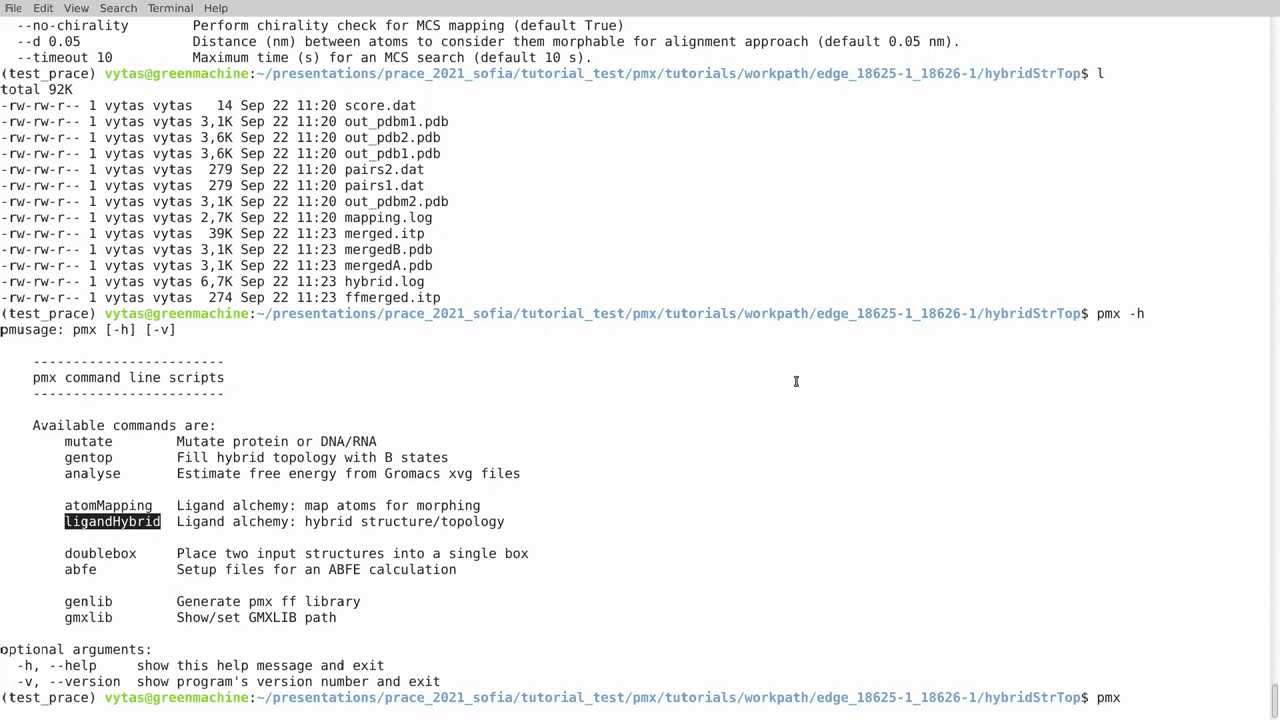 File Edit View Search Terminal Help
--no-chirality Perform chirality check for MCS mapping (default True)
--d 0.05 Distance (nm) between atoms to consider them morphable for alignment approach (default 0.05 nm).
--timeout 10 Maximum time (s) for an MCS search (default 10 s).
(test_prace) vytas@greenmachine:~/presentations/prace_2021_sofia/tutorial_test/pmx/tutorials/workpath/edge_18625-1_18626-1/hybridStrTop$ l
total 92K
-rw-rw-r-- 1 vytas vytas 14 Sep 22 11:20 score.dat
-rw-rw-r-- 1 vytas vytas 3,1K Sep 22 11:20 out_pdbm1.pdb
-rw-rw-r-- 1 vytas vytas 3,6K Sep 22 11:20 out_pdb2.pdb
-rw-rw-r-- 1 vytas vytas 3,6K Sep 22 11:20 out_pdb1.pdb
-rw-rw-r-- 1 vytas vytas 279 Sep 22 11:20 pairs2.dat
-rw-rw-r-- 1 vytas vytas 279 Sep 22 11:20 pairs1.dat
-rw-rw-r-- 1 vytas vytas 3,1K Sep 22 11:20 out_pdbm2.pdb
-rw-rw-r-- 1 vytas vytas 2,7K Sep 22 11:20 mapping.log
-rw-rw-r-- 1 vytas vytas 39K Sep 22 11:23 merged.itp
-rw-rw-r-- 1 vytas vytas 3,1K Sep 22 11:23 mergedB.pdb
-rw-rw-r-- 1 vytas vytas 3,1K Sep 22 11:23 mergedA.pdb
-rw-rw-r-- 1 vytas vytas 6,7K Sep 22 11:23 hybrid.log
-rw-rw-r-- 1 vytas vytas 274 Sep 22 11:23 ffmerged.itp
(test_prace) vytas@greenmachine:~/presentations/prace_2021_sofia/tutorial_test/pmx/tutorials/workpath/edge_18625-1_18626-1/hybridStrTop$ pmx -h
pmusage: pmx [-h] [-v]
------------------------
pmx command line scripts
------------------------
Available commands are:
mutate Mutate protein or DNA/RNA
gentop Fill hybrid topology with B states
analyse Estimate free energy from Gromacs xvg files
atomMapping Ligand alchemy: map atoms for morphing
ligandHybrid Ligand alchemy: hybrid structure/topology
doublebox Place two input structures into a single box
abfe Setup files for an ABFE calculation
genlib Generate pmx ff library
gmxlib Show/set GMXLIB path
optional arguments:
-h, --help show this help message and exit
-v, --version show program's version number and exit
(test_prace) vytas@greenmachine:~/presentations/prace_2021_sofia/tutorial_test/pmx/tutorials/workpath/edge_18625-1_18626-1/hybridStrTop$ pmx